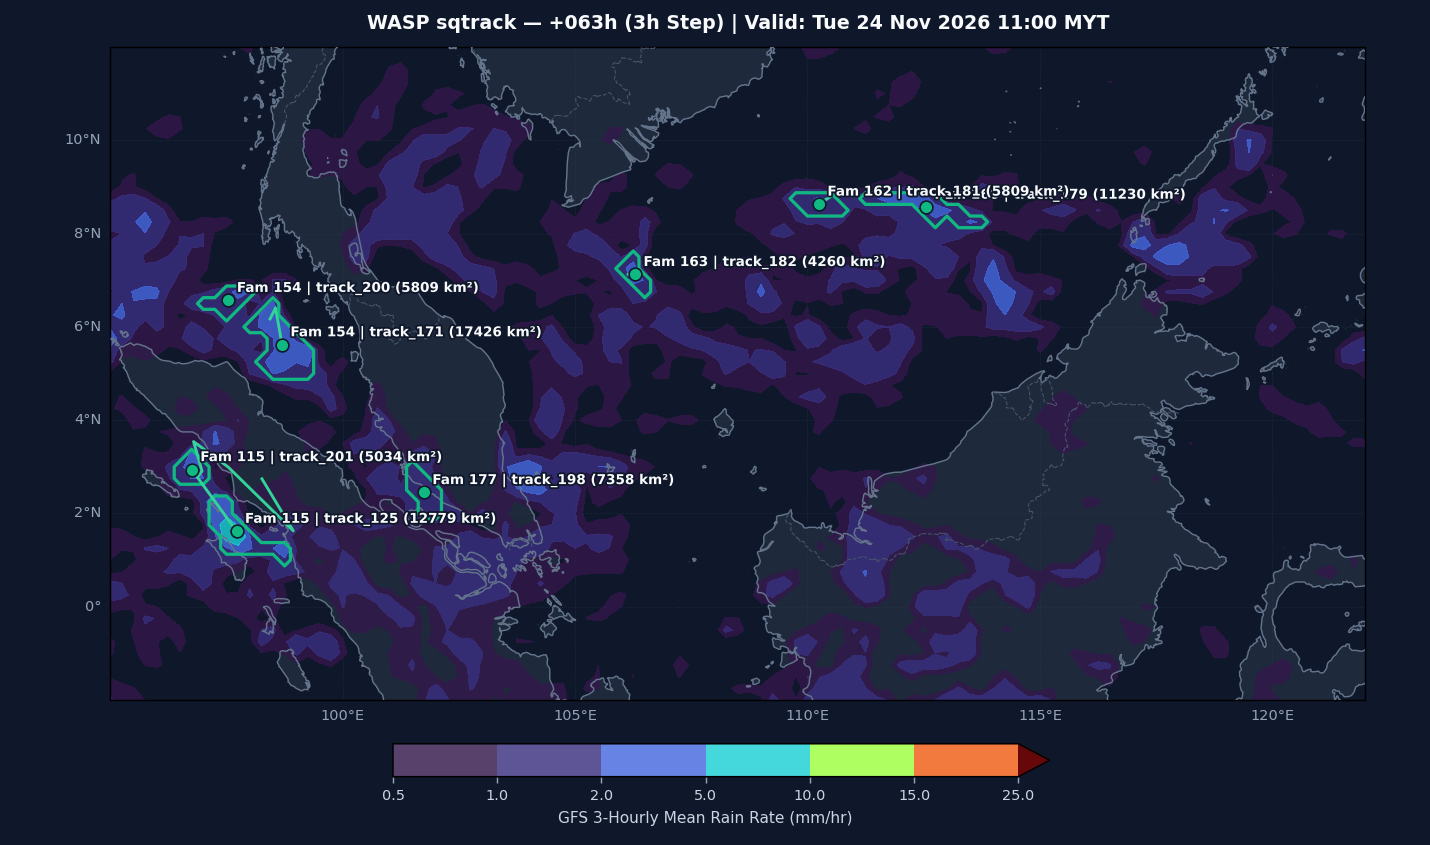 WASP sqtrack — +063h (3h Step) | Valid: Tue 24 Nov 2026 11:00 MYT
10°N
8°N
6°N
4°N
2°N
0°
Fam 162 | track_181 (5809 km²)
79 (11230 km²)
Fam 163 | track_182 (4260 km²)
Fam 154 | track_200 (5809 km²)
Fam 154 | track_171 (17426 km²)
Fam 115 | track_201 (5034 km²)
Fam 177 | track_198 (7358 km²)
Fam 115 | track_125 (12779 km²)
100°E 105°E 110°E 115°E 120°E
0.5 1.0 2.0 5.0 10.0 15.0 25.0
GFS 3-Hourly Mean Rain Rate (mm/hr)